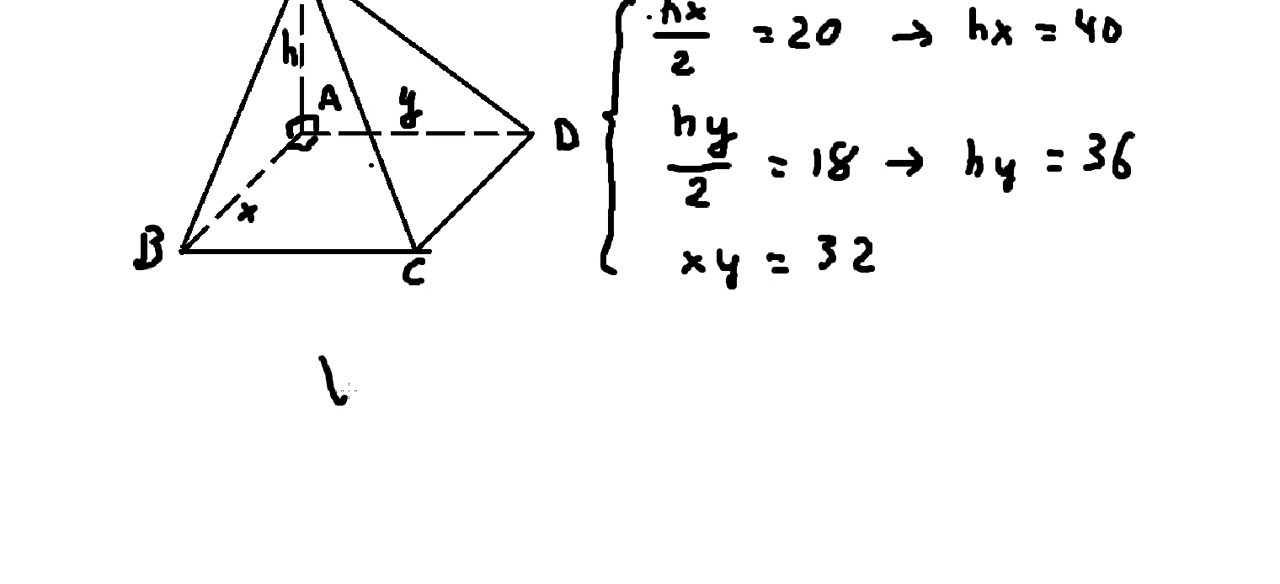 h
A
y
D
x
B
C
hx/2 = 20 → hx = 40
hy/2 = 18 → hy = 36
xy = 32